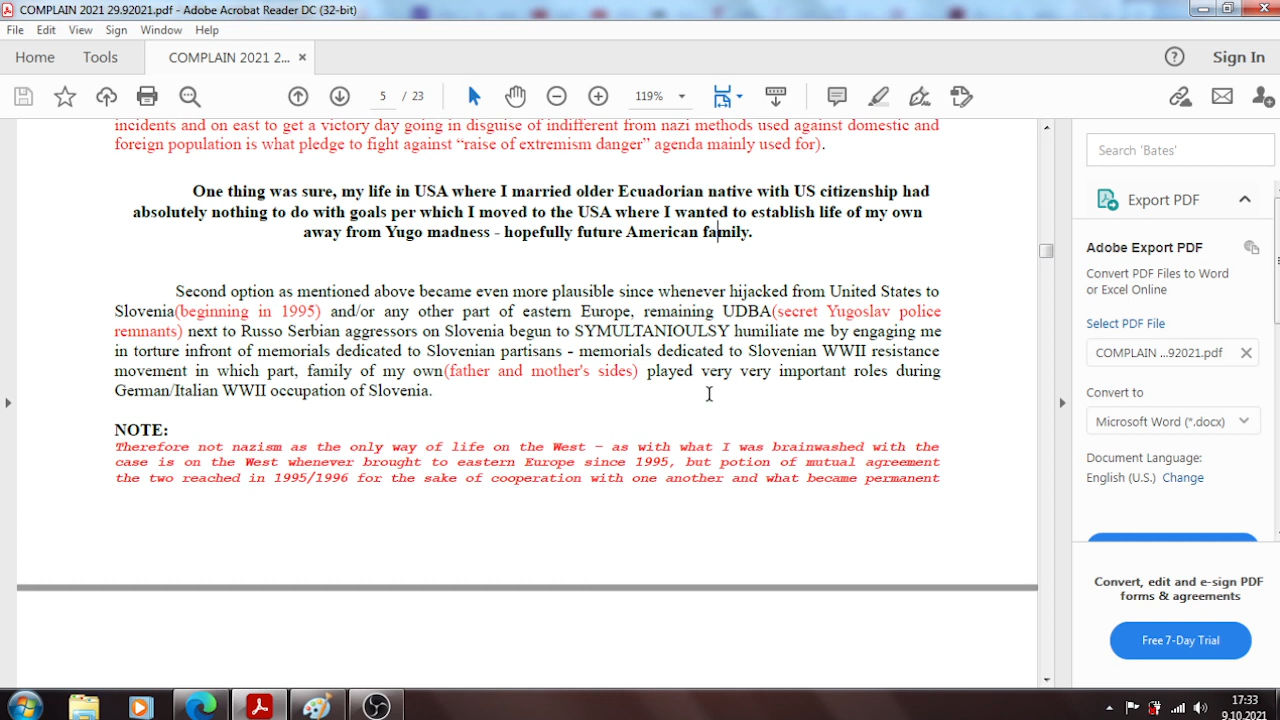 COMPLAIN 2021 29.92021.pdf - Adobe Acrobat Reader DC (32-bit)
File Edit View Sign Window Help
Home Tools COMPLAIN 2021 2... × Sign In
5 / 23 119%
incidents and on east to get a victory day going in disguise of indifferent from nazi methods used against domestic and
foreign population is what pledge to fight against “raise of extremism danger” agenda mainly used for).
One thing was sure, my life in USA where I married older Ecuadorian native with US citizenship had
absolutely nothing to do with goals per which I moved to the USA where I wanted to establish life of my own
away from Yugo madness - hopefully future American family.
Second option as mentioned above became even more plausible since whenever hijacked from United States to
Slovenia(beginning in 1995) and/or any other part of eastern Europe, remaining UDBA(secret Yugoslav police
remnants) next to Russo Serbian aggressors on Slovenia begun to SYMULTANIOULSY humiliate me by engaging me
in torture infront of memorials dedicated to Slovenian partisans - memorials dedicated to Slovenian WWII resistance
movement in which part, family of my own(father and mother's sides) played very very important roles during
German/Italian WWII occupation of Slovenia.
NOTE:
Therefore not nazism as the only way of life on the West – as with what I was brainwashed with the
case is on the West whenever brought to eastern Europe since 1995, but potion of mutual agreement
the two reached in 1995/1996 for the sake of cooperation with one another and what became permanent
Search 'Bates'
Export PDF
Adobe Export PDF
Convert PDF Files to Word
or Excel Online
Select PDF File
COMPLAIN ...92021.pdf ×
Convert to
Microsoft Word (*.docx)
Document Language:
English (U.S.) Change
Convert, edit and e-sign PDF
forms & agreements
Free 7-Day Trial
17:33
9.10.2021